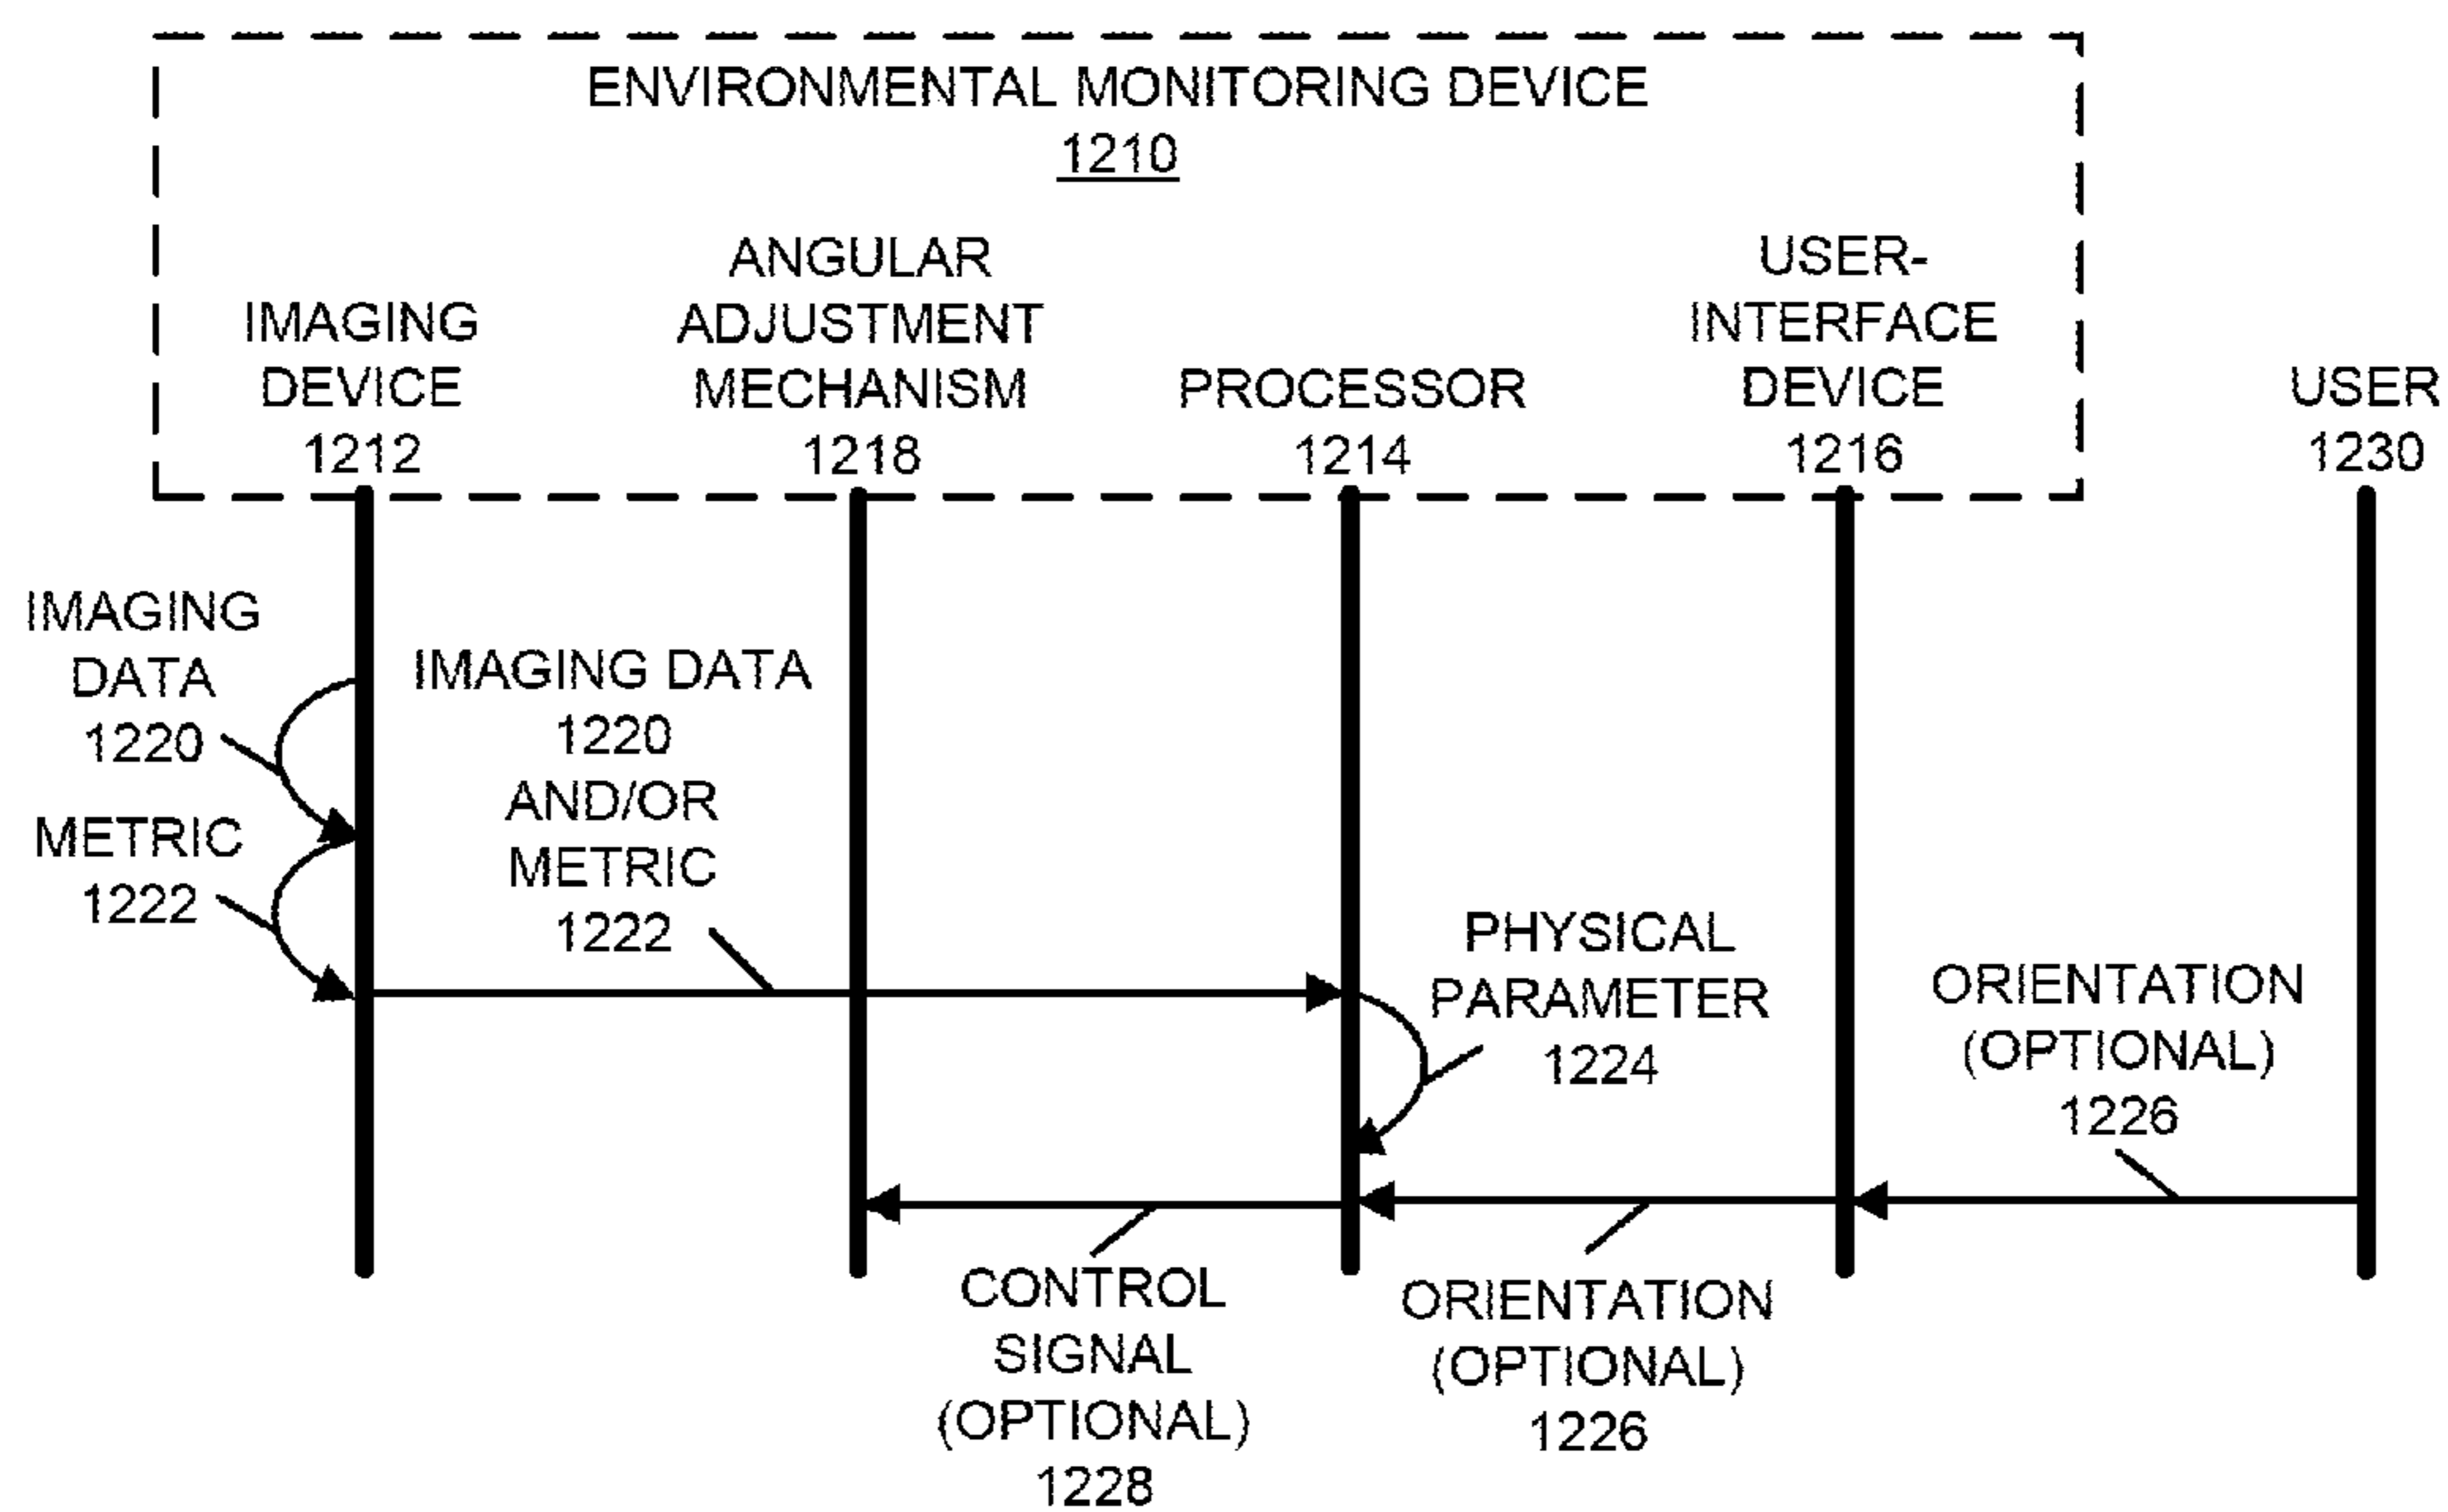 ENVIRONMENTAL MONITORING DEVICE
1210
IMAGING
DEVICE
1212
ANGULAR
ADJUSTMENT
MECHANISM
1218
PROCESSOR
1214
USER-
INTERFACE
DEVICE
1216
USER
1230
IMAGING
DATA
1220
METRIC
1222
IMAGING DATA
1220
AND/OR
METRIC
1222
PHYSICAL
PARAMETER
1224
ORIENTATION
(OPTIONAL)
1226
CONTROL
SIGNAL
(OPTIONAL)
1228
ORIENTATION
(OPTIONAL)
1226